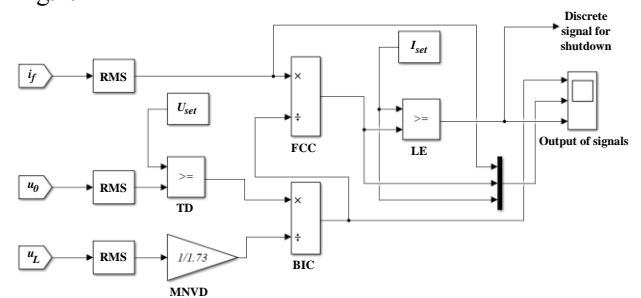 Discrete
signal for
shutdown
I_set
i_f
RMS
×
÷
FCC
U_set
>=
LE
Output of signals
u_0
RMS
>=
TD
×
÷
BIC
u_L
RMS
1/1.73
MNVD